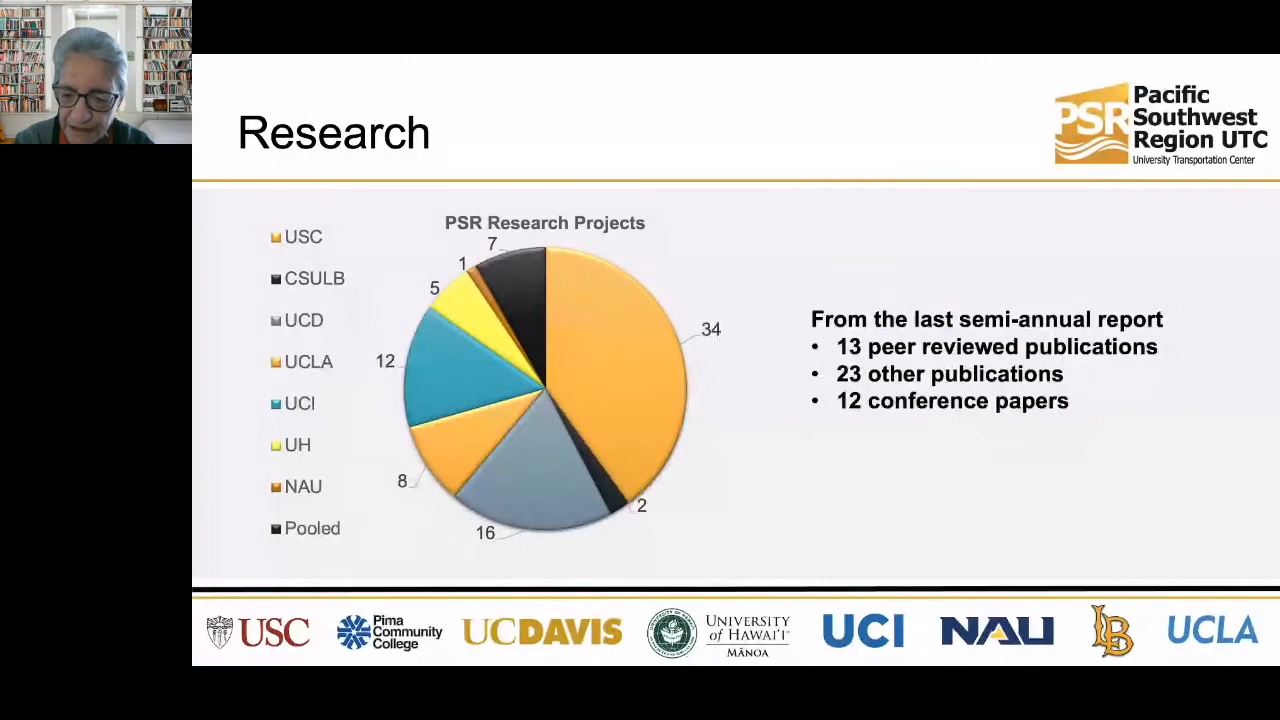 Research
PSR
Pacific
Southwest
Region UTC
University Transportation Center
PSR Research Projects
USC
CSULB
UCD
UCLA
UCI
UH
NAU
Pooled
7
1
5
12
8
16
2
34
From the last semi-annual report
• 13 peer reviewed publications
• 23 other publications
• 12 conference papers
USC
Pima
Community
College
UCDAVIS
UNIVERSITY
of HAWAIʻI
MĀNOA
UCI
NAU
LB
UCLA